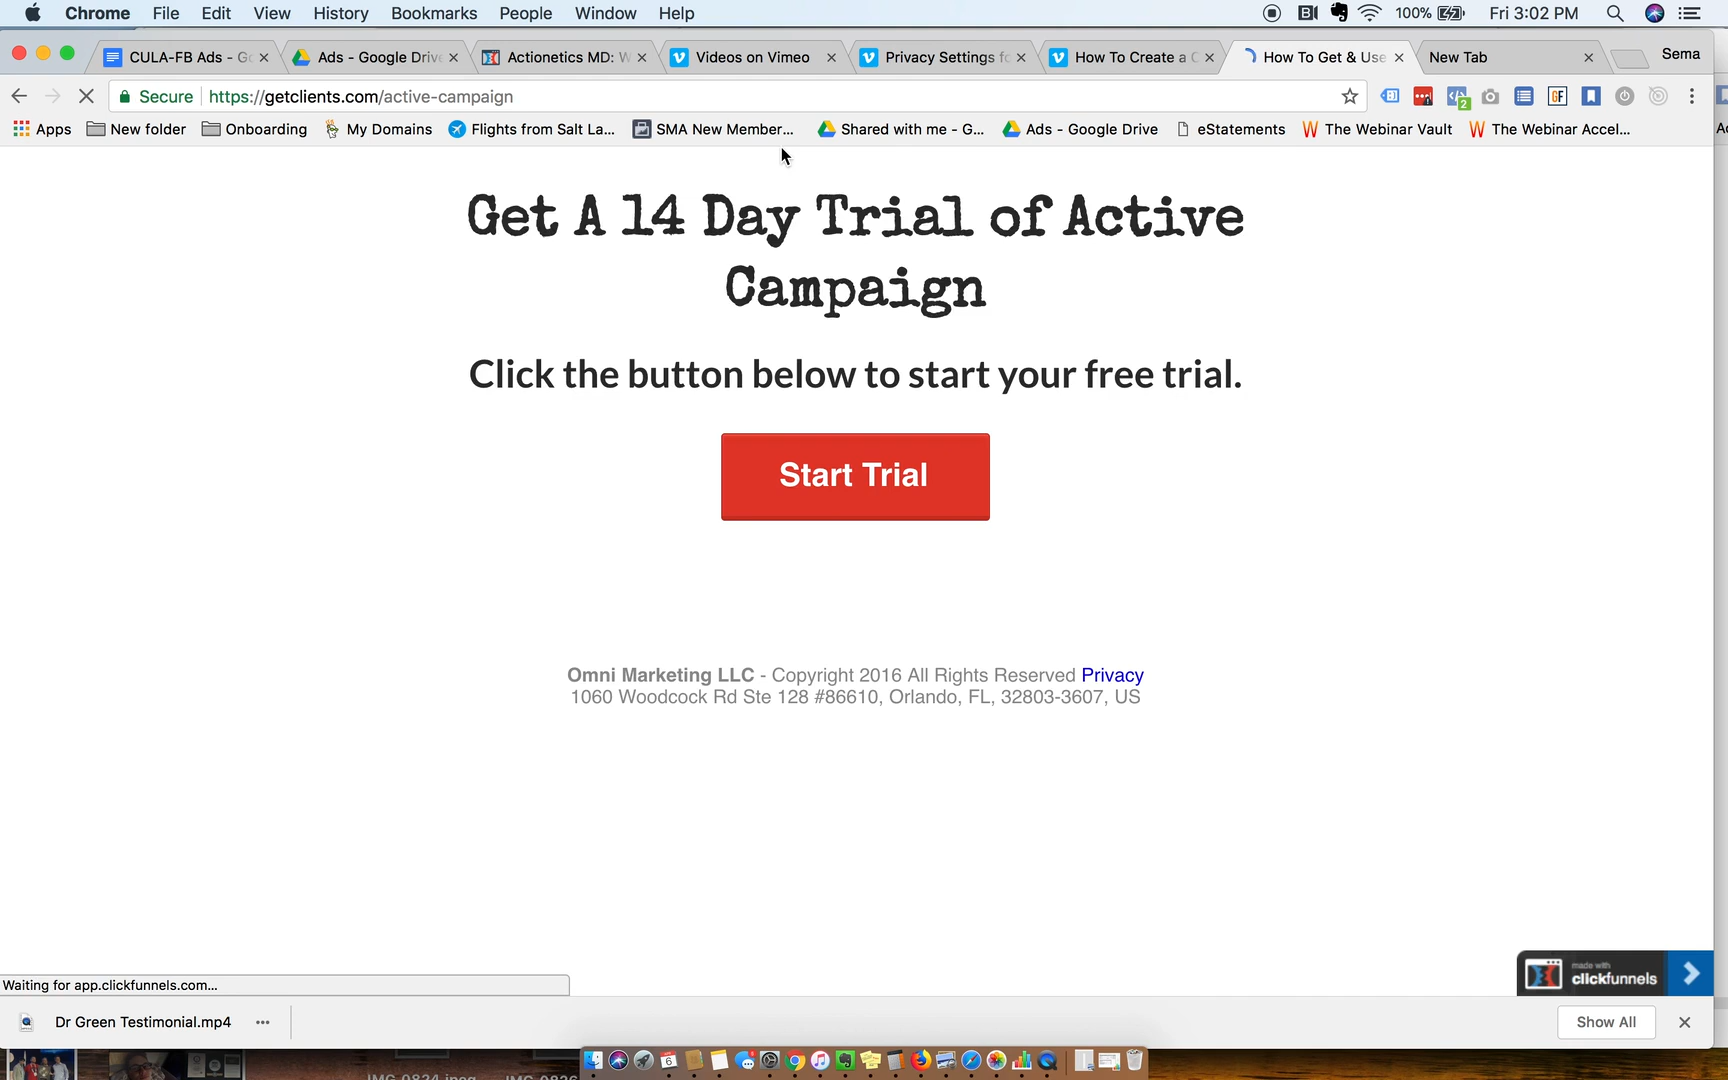 Chrome File Edit View History Bookmarks People Window Help 100% Fri 3:02 PM
CULA-FB Ads - Go Ads - Google Drive Actionetics MD: W Videos on Vimeo Privacy Settings fo How To Create a C How To Get & Use New Tab Sema
Secure https://getclients.com/active-campaign
Apps New folder Onboarding My Domains Flights from Salt La... SMA New Member... Shared with me - G... Ads - Google Drive eStatements The Webinar Vault The Webinar Accel...
Get A 14 Day Trial of Active
Campaign
Click the button below to start your free trial.
Start Trial
Omni Marketing LLC - Copyright 2016 All Rights Reserved Privacy
1060 Woodcock Rd Ste 128 #86610, Orlando, FL, 32803-3607, US
made with
clickfunnels
Waiting for app.clickfunnels.com...
Dr Green Testimonial.mp4 Show All